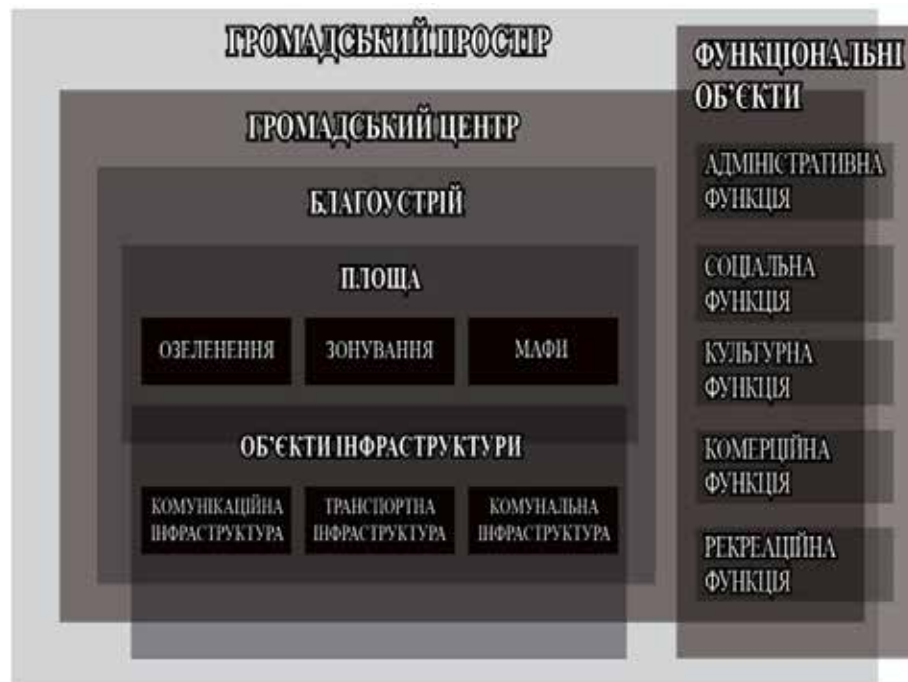 ГРОМАДСЬКИЙ ПРОСТІР
ГРОМАДСЬКИЙ ЦЕНТР
БЛАГОУСТРІЙ
ПЛОЩА
ОЗЕЛЕНЕННЯ
ЗОНУВАННЯ
МАФИ
ОБ’ЄКТИ ІНФРАСТРУКТУРИ
КОМУНІКАЦІЙНА
ІНФРАСТРУКТУРА
ТРАНСПОРТНА
ІНФРАСТРУКТУРА
КОМУНАЛЬНА
ІНФРАСТРУКТУРА
ФУНКЦІОНАЛЬНІ
ОБ’ЄКТИ
АДМІНІСТРАТИВНА
ФУНКЦІЯ
СОЦІАЛЬНА
ФУНКЦІЯ
КУЛЬТУРНА
ФУНКЦІЯ
КОМЕРЦІЙНА
ФУНКЦІЯ
РЕКРЕАЦІЙНА
ФУНКЦІЯ